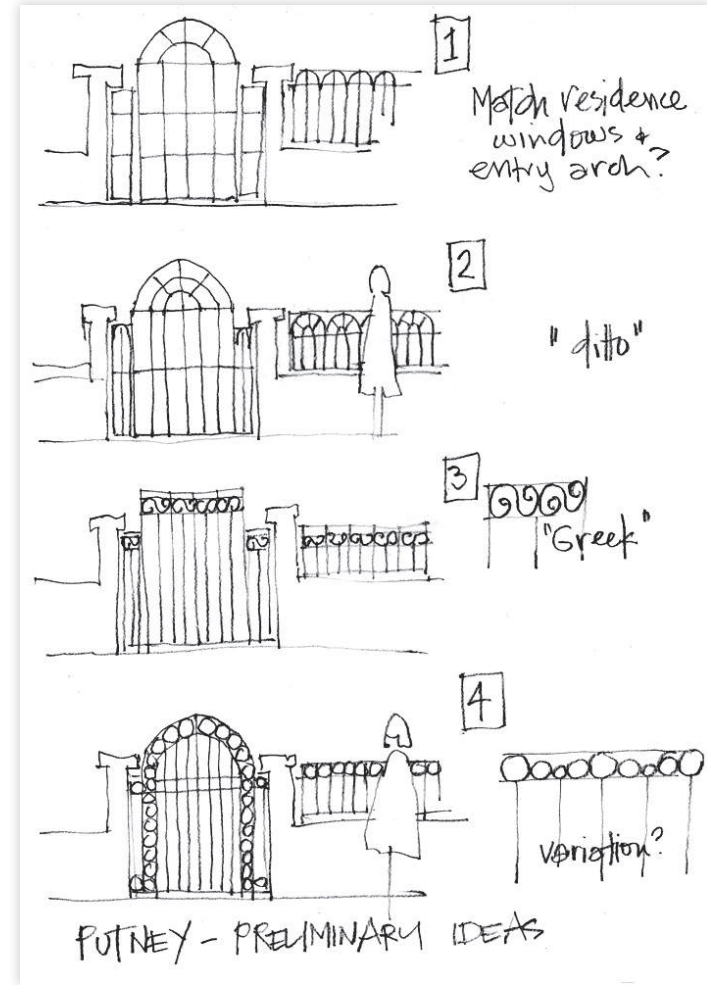 1
Match residence
windows +
entry arch?
2
"ditto"
3
"Greek"
4
variation?
PUTNEY - PRELIMINARY IDEAS